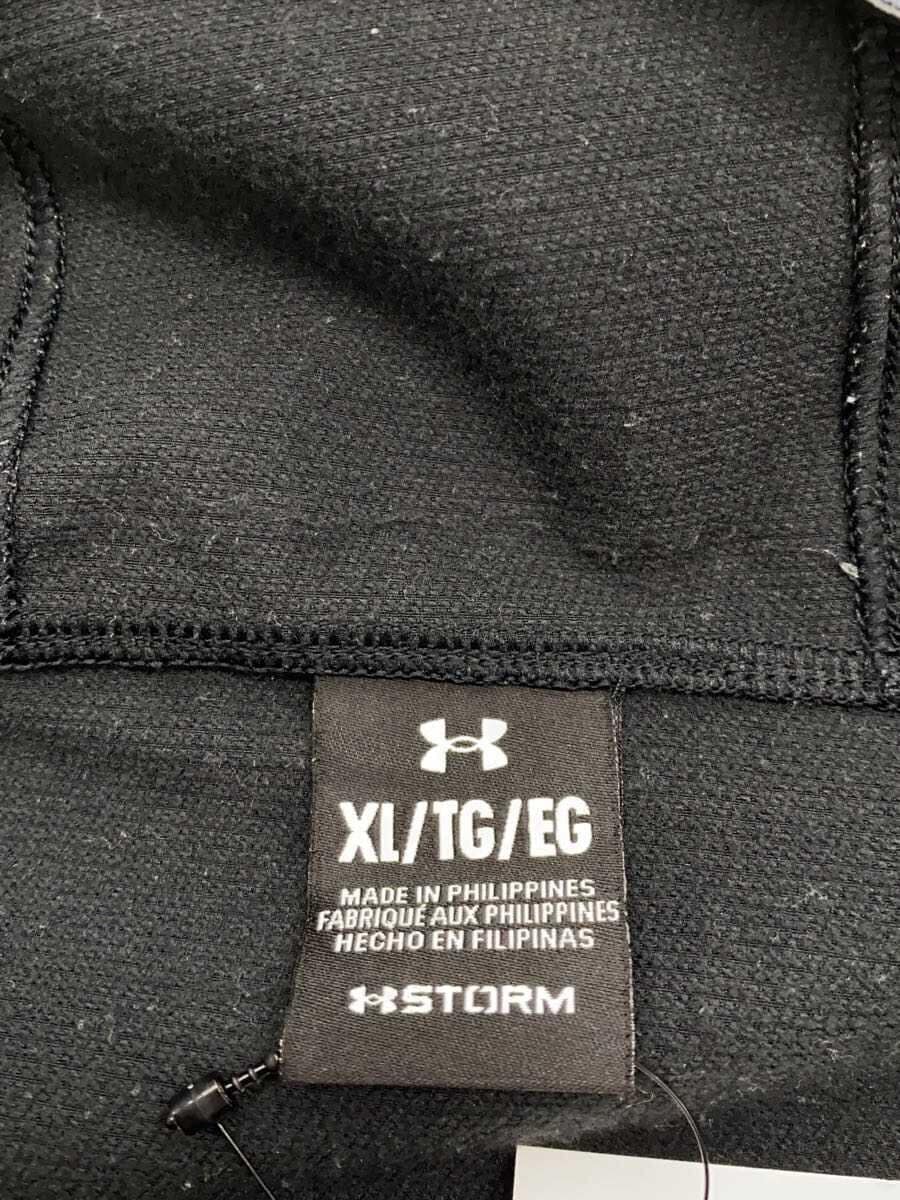 XL/TG/EG
MADE IN PHILIPPINES
FABRIQUÉ AUX PHILIPPINES
HECHO EN FILIPINAS
STORM